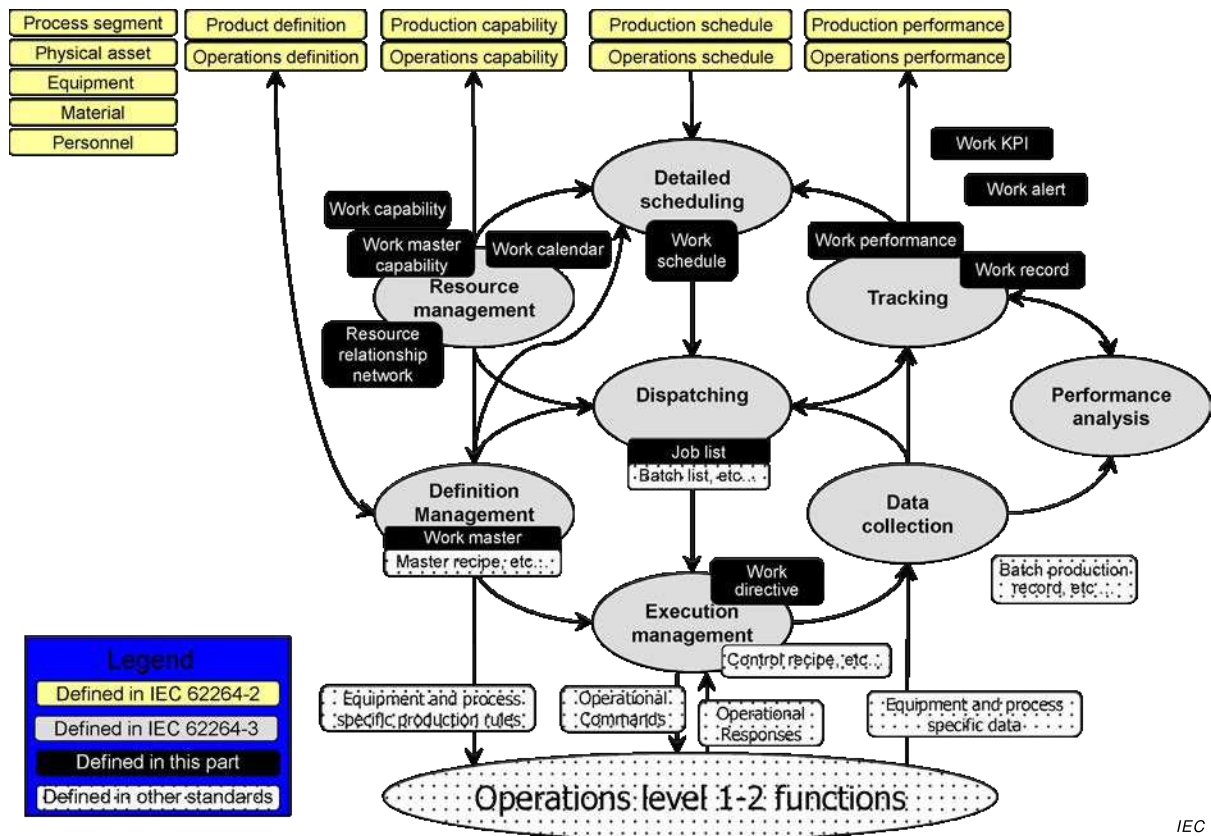 Process segment
Product definition
Production capability
Production schedule
Production performance
Physical asset
Operations definition
Operations capability
Operations schedule
Operations performance
Equipment
Material
Personnel
Work KPI
Work alert
Detailed
scheduling
Work capability
Work master
capability
Work calendar
Work
schedule
Work performance
Work record
Resource
management
Tracking
Resource
relationship
network
Dispatching
Performance
analysis
Job list
Batch list, etc...
Definition
Management
Work master
Master recipe, etc...
Data
collection
Work
directive
Batch production
record, etc...
Execution
management
Control recipe, etc...
Legend
Defined in IEC 62264-2
Defined in IEC 62264-3
Defined in this part
Defined in other standards
Equipment and process
specific production rules
Operational
Commands
Operational
Responses
Equipment and process
specific data
Operations level 1-2 functions
IEC